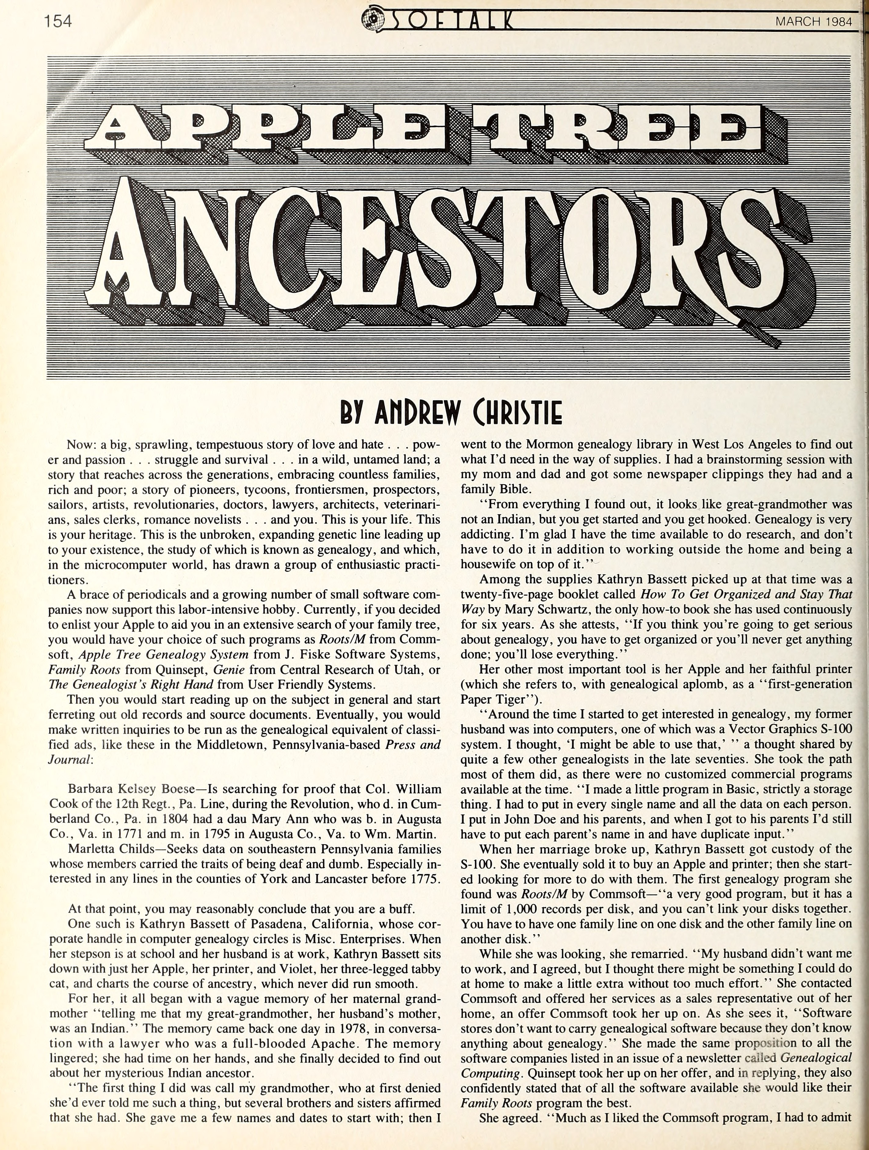 154
SOFTALK
MARCH 1984
APPLE TREE
ANCESTORS
BY ANDREW CHRISTIE
Now: a big, sprawling, tempestuous story of love and hate . . . pow-
er and passion . . . struggle and survival . . . in a wild, untamed land; a
story that reaches across the generations, embracing countless families,
rich and poor; a story of pioneers, tycoons, frontiersmen, prospectors,
sailors, artists, revolutionaries, doctors, lawyers, architects, veterinari-
ans, sales clerks, romance novelists . . . and you. This is your life. This
is your heritage. This is the unbroken, expanding genetic line leading up
to your existence, the study of which is known as genealogy, and which,
in the microcomputer world, has drawn a group of enthusiastic practi-
tioners.
A brace of periodicals and a growing number of small software com-
panies now support this labor-intensive hobby. Currently, if you decided
to enlist your Apple to aid you in an extensive search of your family tree,
you would have your choice of such programs as Roots/M from Comm-
soft, Apple Tree Genealogy System from J. Fiske Software Systems,
Family Roots from Quinsept, Genie from Central Research of Utah, or
The Genealogist's Right Hand from User Friendly Systems.
Then you would start reading up on the subject in general and start
ferreting out old records and source documents. Eventually, you would
make written inquiries to be run as the genealogical equivalent of classi-
fied ads, like these in the Middletown, Pennsylvania-based Press and
Journal:
Barbara Kelsey Boese—Is searching for proof that Col. William
Cook of the 12th Regt., Pa. Line, during the Revolution, who d. in Cum-
berland Co., Pa. in 1804 had a dau Mary Ann who was b. in Augusta
Co., Va. in 1771 and m. in 1795 in Augusta Co., Va. to Wm. Martin.
Marletta Childs—Seeks data on southeastern Pennsylvania families
whose members carried the traits of being deaf and dumb. Especially in-
terested in any lines in the counties of York and Lancaster before 1775.
At that point, you may reasonably conclude that you are a buff.
One such is Kathryn Bassett of Pasadena, California, whose cor-
porate handle in computer genealogy circles is Misc. Enterprises. When
her stepson is at school and her husband is at work, Kathryn Bassett sits
down with just her Apple, her printer, and Violet, her three-legged tabby
cat, and charts the course of ancestry, which never did run smooth.
For her, it all began with a vague memory of her maternal grand-
mother ‘‘telling me that my great-grandmother, her husband's mother,
was an Indian.’’ The memory came back one day in 1978, in conversa-
tion with a lawyer who was a full-blooded Apache. The memory
lingered; she had time on her hands, and she finally decided to find out
about her mysterious Indian ancestor.
‘‘The first thing I did was call my grandmother, who at first denied
she'd ever told me such a thing, but several brothers and sisters affirmed
that she had. She gave me a few names and dates to start with; then I
went to the Mormon genealogy library in West Los Angeles to find out
what I'd need in the way of supplies. I had a brainstorming session with
my mom and dad and got some newspaper clippings they had and a
family Bible.
‘‘From everything I found out, it looks like great-grandmother was
not an Indian, but you get started and you get hooked. Genealogy is very
addicting. I'm glad I have the time available to do research, and don't
have to do it in addition to working outside the home and being a
housewife on top of it.’’
Among the supplies Kathryn Bassett picked up at that time was a
twenty-five-page booklet called How To Get Organized and Stay That
Way by Mary Schwartz, the only how-to book she has used continuously
for six years. As she attests, ‘‘If you think you're going to get serious
about genealogy, you have to get organized or you'll never get anything
done; you'll lose everything.’’
Her other most important tool is her Apple and her faithful printer
(which she refers to, with genealogical aplomb, as a ‘‘first-generation
Paper Tiger’’).
‘‘Around the time I started to get interested in genealogy, my former
husband was into computers, one of which was a Vector Graphics S-100
system. I thought, ‘I might be able to use that,’ ’’ a thought shared by
quite a few other genealogists in the late seventies. She took the path
most of them did, as there were no customized commercial programs
available at the time. ‘‘I made a little program in Basic, strictly a storage
thing. I had to put in every single name and all the data on each person.
I put in John Doe and his parents, and when I got to his parents I'd still
have to put each parent's name in and have duplicate input.’’
When her marriage broke up, Kathryn Bassett got custody of the
S-100. She eventually sold it to buy an Apple and printer; then she start-
ed looking for more to do with them. The first genealogy program she
found was Roots/M by Commsoft—‘‘a very good program, but it has a
limit of 1,000 records per disk, and you can't link your disks together.
You have to have one family line on one disk and the other family line on
another disk.’’
While she was looking, she remarried. ‘‘My husband didn't want me
to work, and I agreed, but I thought there might be something I could do
at home to make a little extra without too much effort.’’ She contacted
Commsoft and offered her services as a sales representative out of her
home, an offer Commsoft took her up on. As she sees it, ‘‘Software
stores don't want to carry genealogical software because they don't know
anything about genealogy.’’ She made the same proposition to all the
software companies listed in an issue of a newsletter called Genealogical
Computing. Quinsept took her up on her offer, and in replying, they also
confidently stated that of all the software available she would like their
Family Roots program the best.
She agreed. ‘‘Much as I liked the Commsoft program, I had to admit